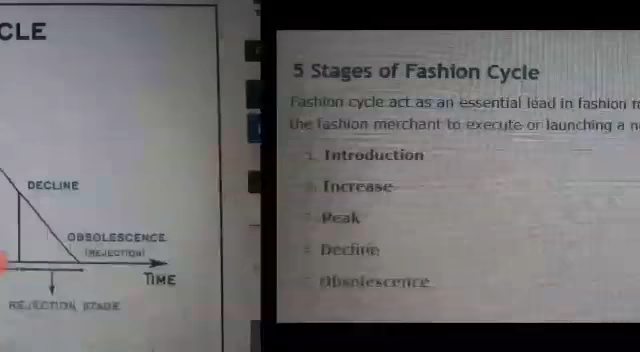 CLE
DECLINE
OBSOLESCENCE
(REJECTION)
TIME
REJECTION STAGE
5 Stages of Fashion Cycle
Fashion cycle act as an essential lead in fashion
the fashion merchant to execute or launching a
Introduction
Increase
Peak
Decline
Obsolescence